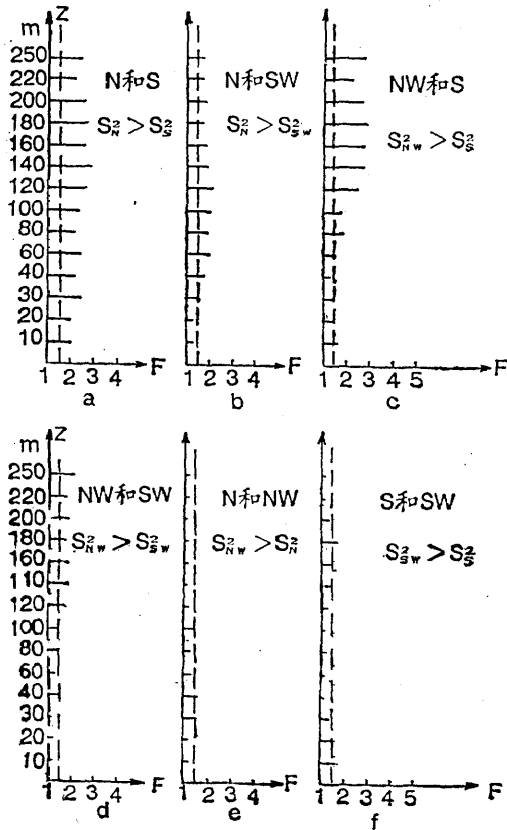 m Z
250
220
200
180
160
140
120
100
80
60
40
30
20
10
N和S
S²N > S²S
1 2 3 4 F
a
N和SW
S²N > S²SW
1 2 3 4 F
b
NW和S
S²NW > S²S
1 2 3 4 5 F
c
m Z
250
220
200
180
160
110
120
100
80
60
40
30
20
10
NW和SW
S²NW > S²SW
1 2 3 4 F
d
N和NW
S²NW > S²N
1 2 3 4 F
e
S和SW
S²SW > S²S
1 2 3 4 5 F
f